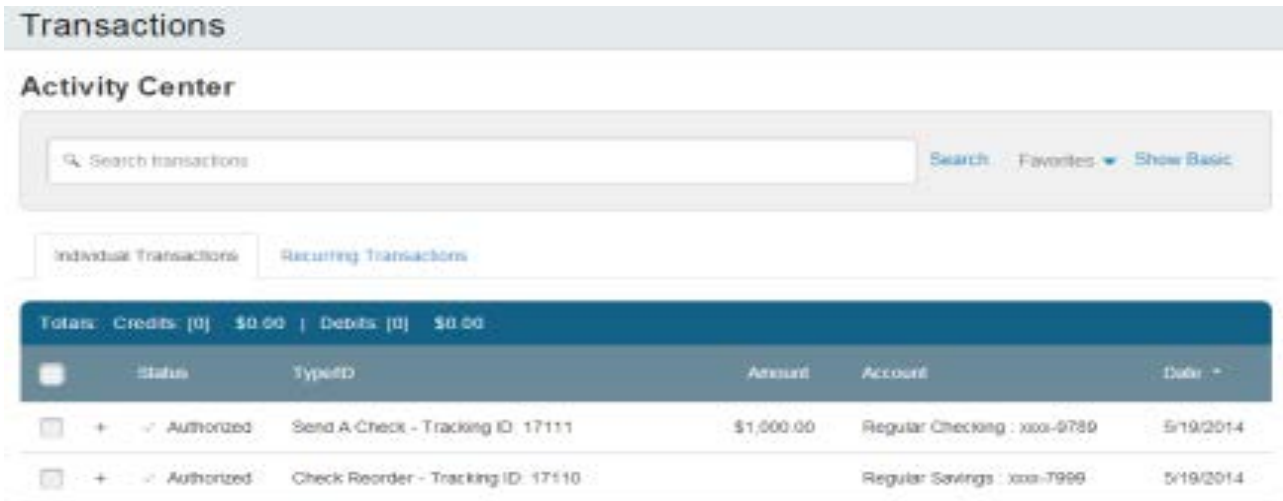 Transactions
Activity Center
Search transactions Search Favorites Show Basic
Individual Transactions Recurring Transactions
Totals: Credits: [0] $0.00 | Debits: [0] $0.00
Status Type/ID Amount Account Date
+ Authorized Send A Check - Tracking ID: 17111 $1,000.00 Regular Checking : xxxx-9789 5/19/2014
+ Authorized Check Reorder - Tracking ID: 17110 Regular Savings : xxxx-7999 5/19/2014